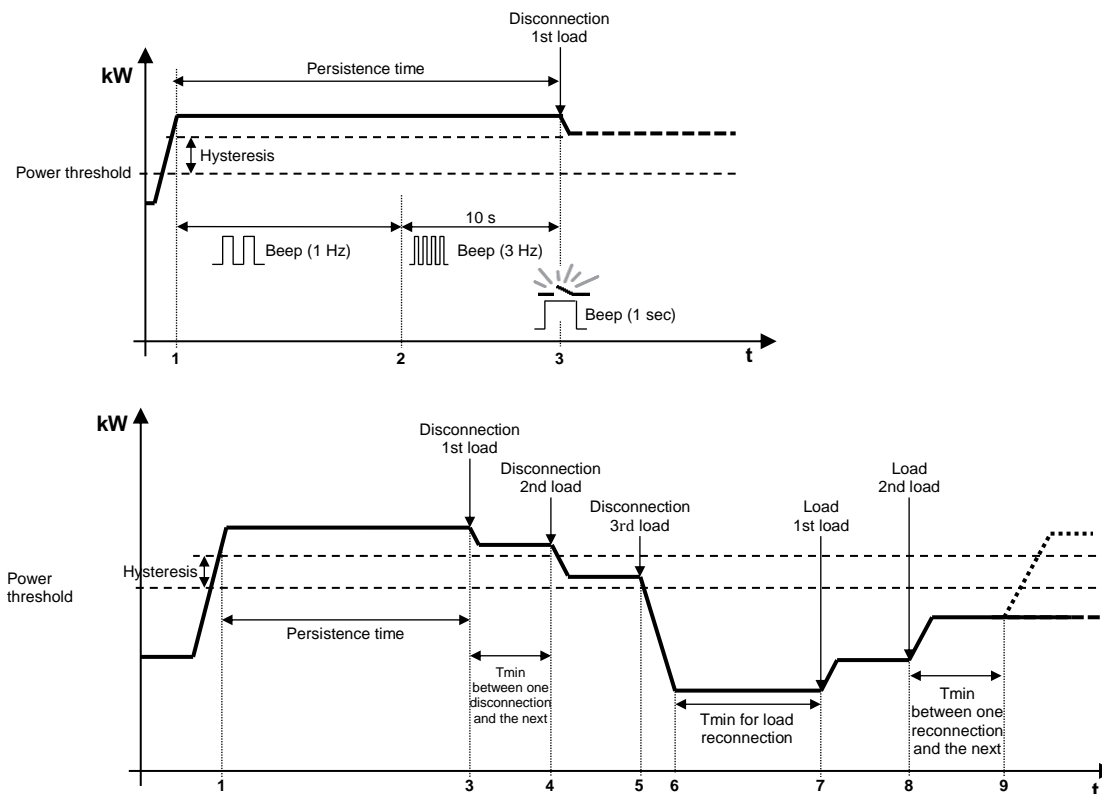 Disconnection
1st load
kW
Persistence time
Hysteresis
Power threshold
10 s
Beep (1 Hz)
Beep (3 Hz)
Beep (1 sec)
1
2
3
t
kW
Disconnection
1st load
Disconnection
2nd load
Disconnection
3rd load
Load
1st load
Load
2nd load
Hysteresis
Power
threshold
Persistence time
Tmin
between one
disconnection
and the next
Tmin for load
reconnection
Tmin
between one
reconnection
and the next
1
3
4
5
6
7
8
9
t